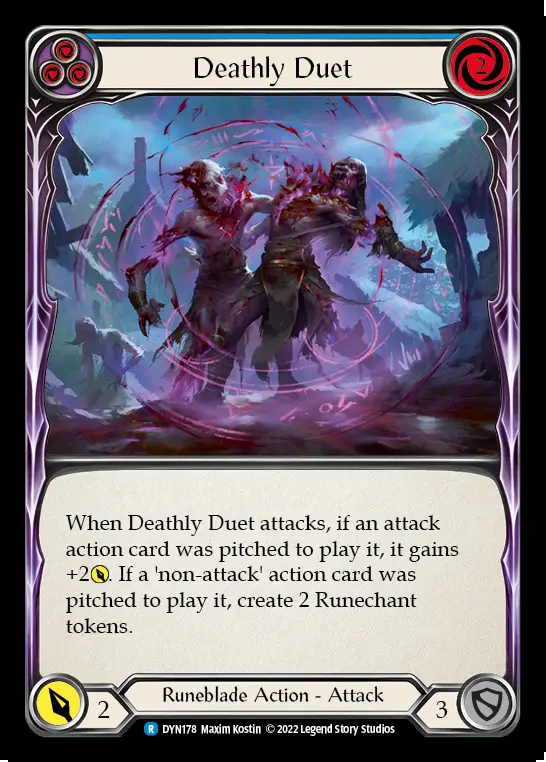 Deathly Duet
2
When Deathly Duet attacks, if an attack
action card was pitched to play it, it gains
+2. If a 'non-attack' action card was
pitched to play it, create 2 Runechant
tokens.
2
Runeblade Action - Attack
3
R DYN178 Maxim Kostin © 2022 Legend Story Studios